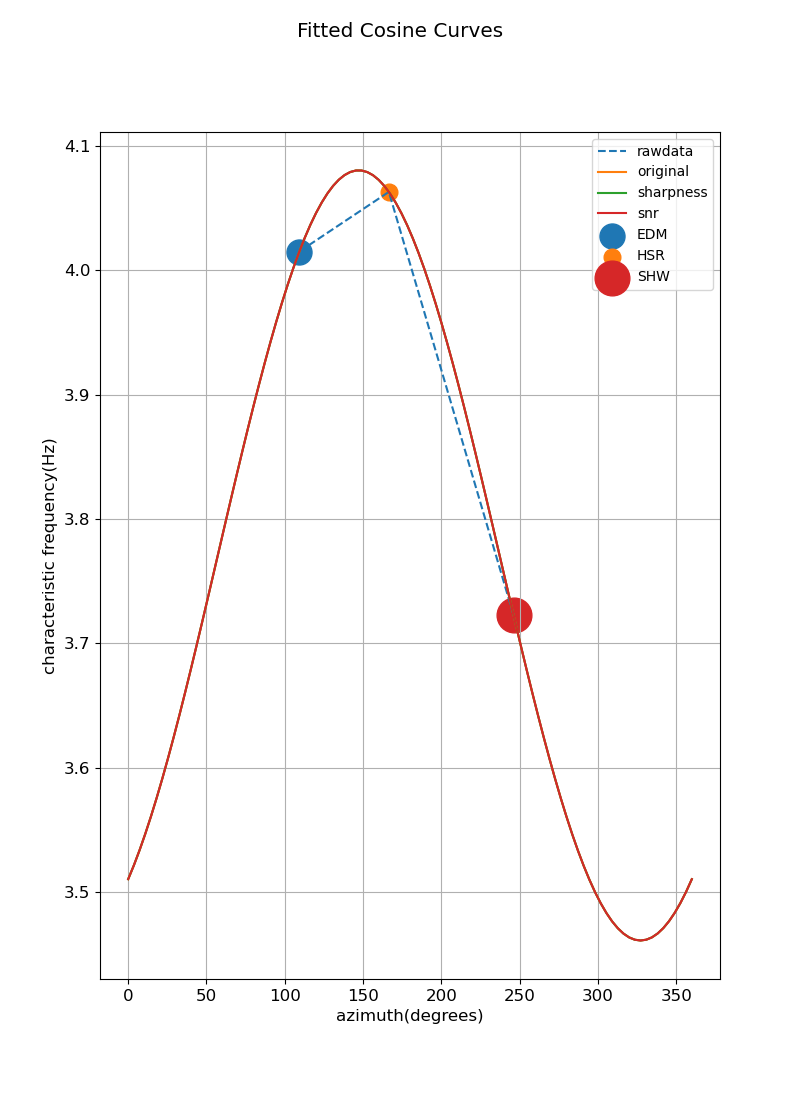 Fitted Cosine Curves
4.1
4.0
3.9
3.8
3.7
3.6
3.5
characteristic frequency(Hz)
rawdata
original
sharpness
snr
EDM
HSR
SHW
0 50 100 150 200 250 300 350
azimuth(degrees)